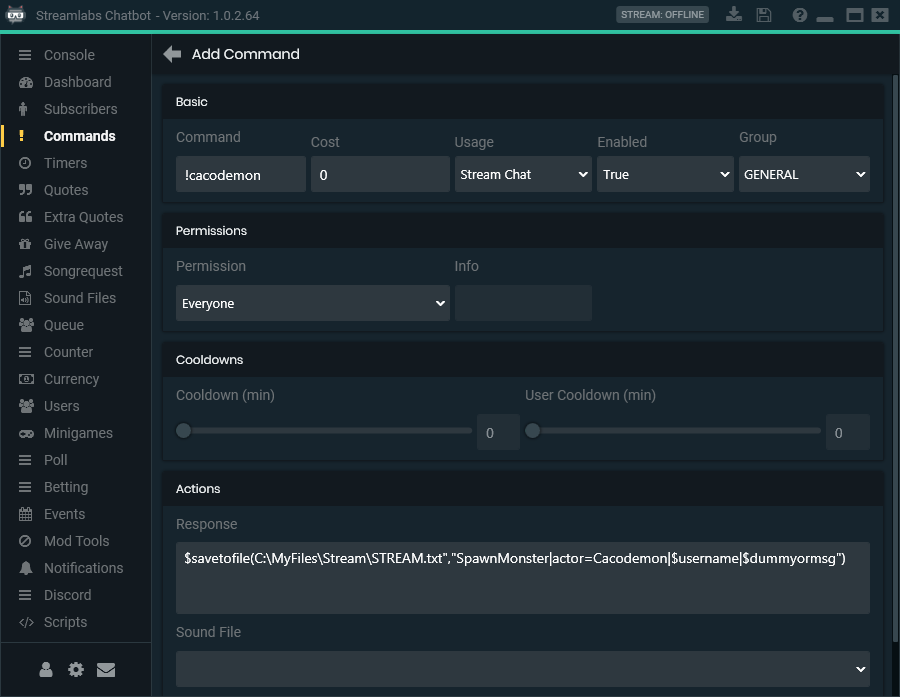 Streamlabs Chatbot - Version: 1.0.2.64
STREAM: OFFLINE
Console
Dashboard
Subscribers
Commands
Timers
Quotes
Extra Quotes
Give Away
Songrequest
Sound Files
Queue
Counter
Currency
Users
Minigames
Poll
Betting
Events
Mod Tools
Notifications
Discord
Scripts
Add Command
Basic
Command Cost Usage Enabled Group
!cacodemon 0 Stream Chat True GENERAL
Permissions
Permission Info
Everyone
Cooldowns
Cooldown (min) User Cooldown (min)
0 0
Actions
Response
$savetofile(C:\MyFiles\Stream\STREAM.txt","SpawnMonster|actor=Cacodemon|$username|$dummyormsg")
Sound File